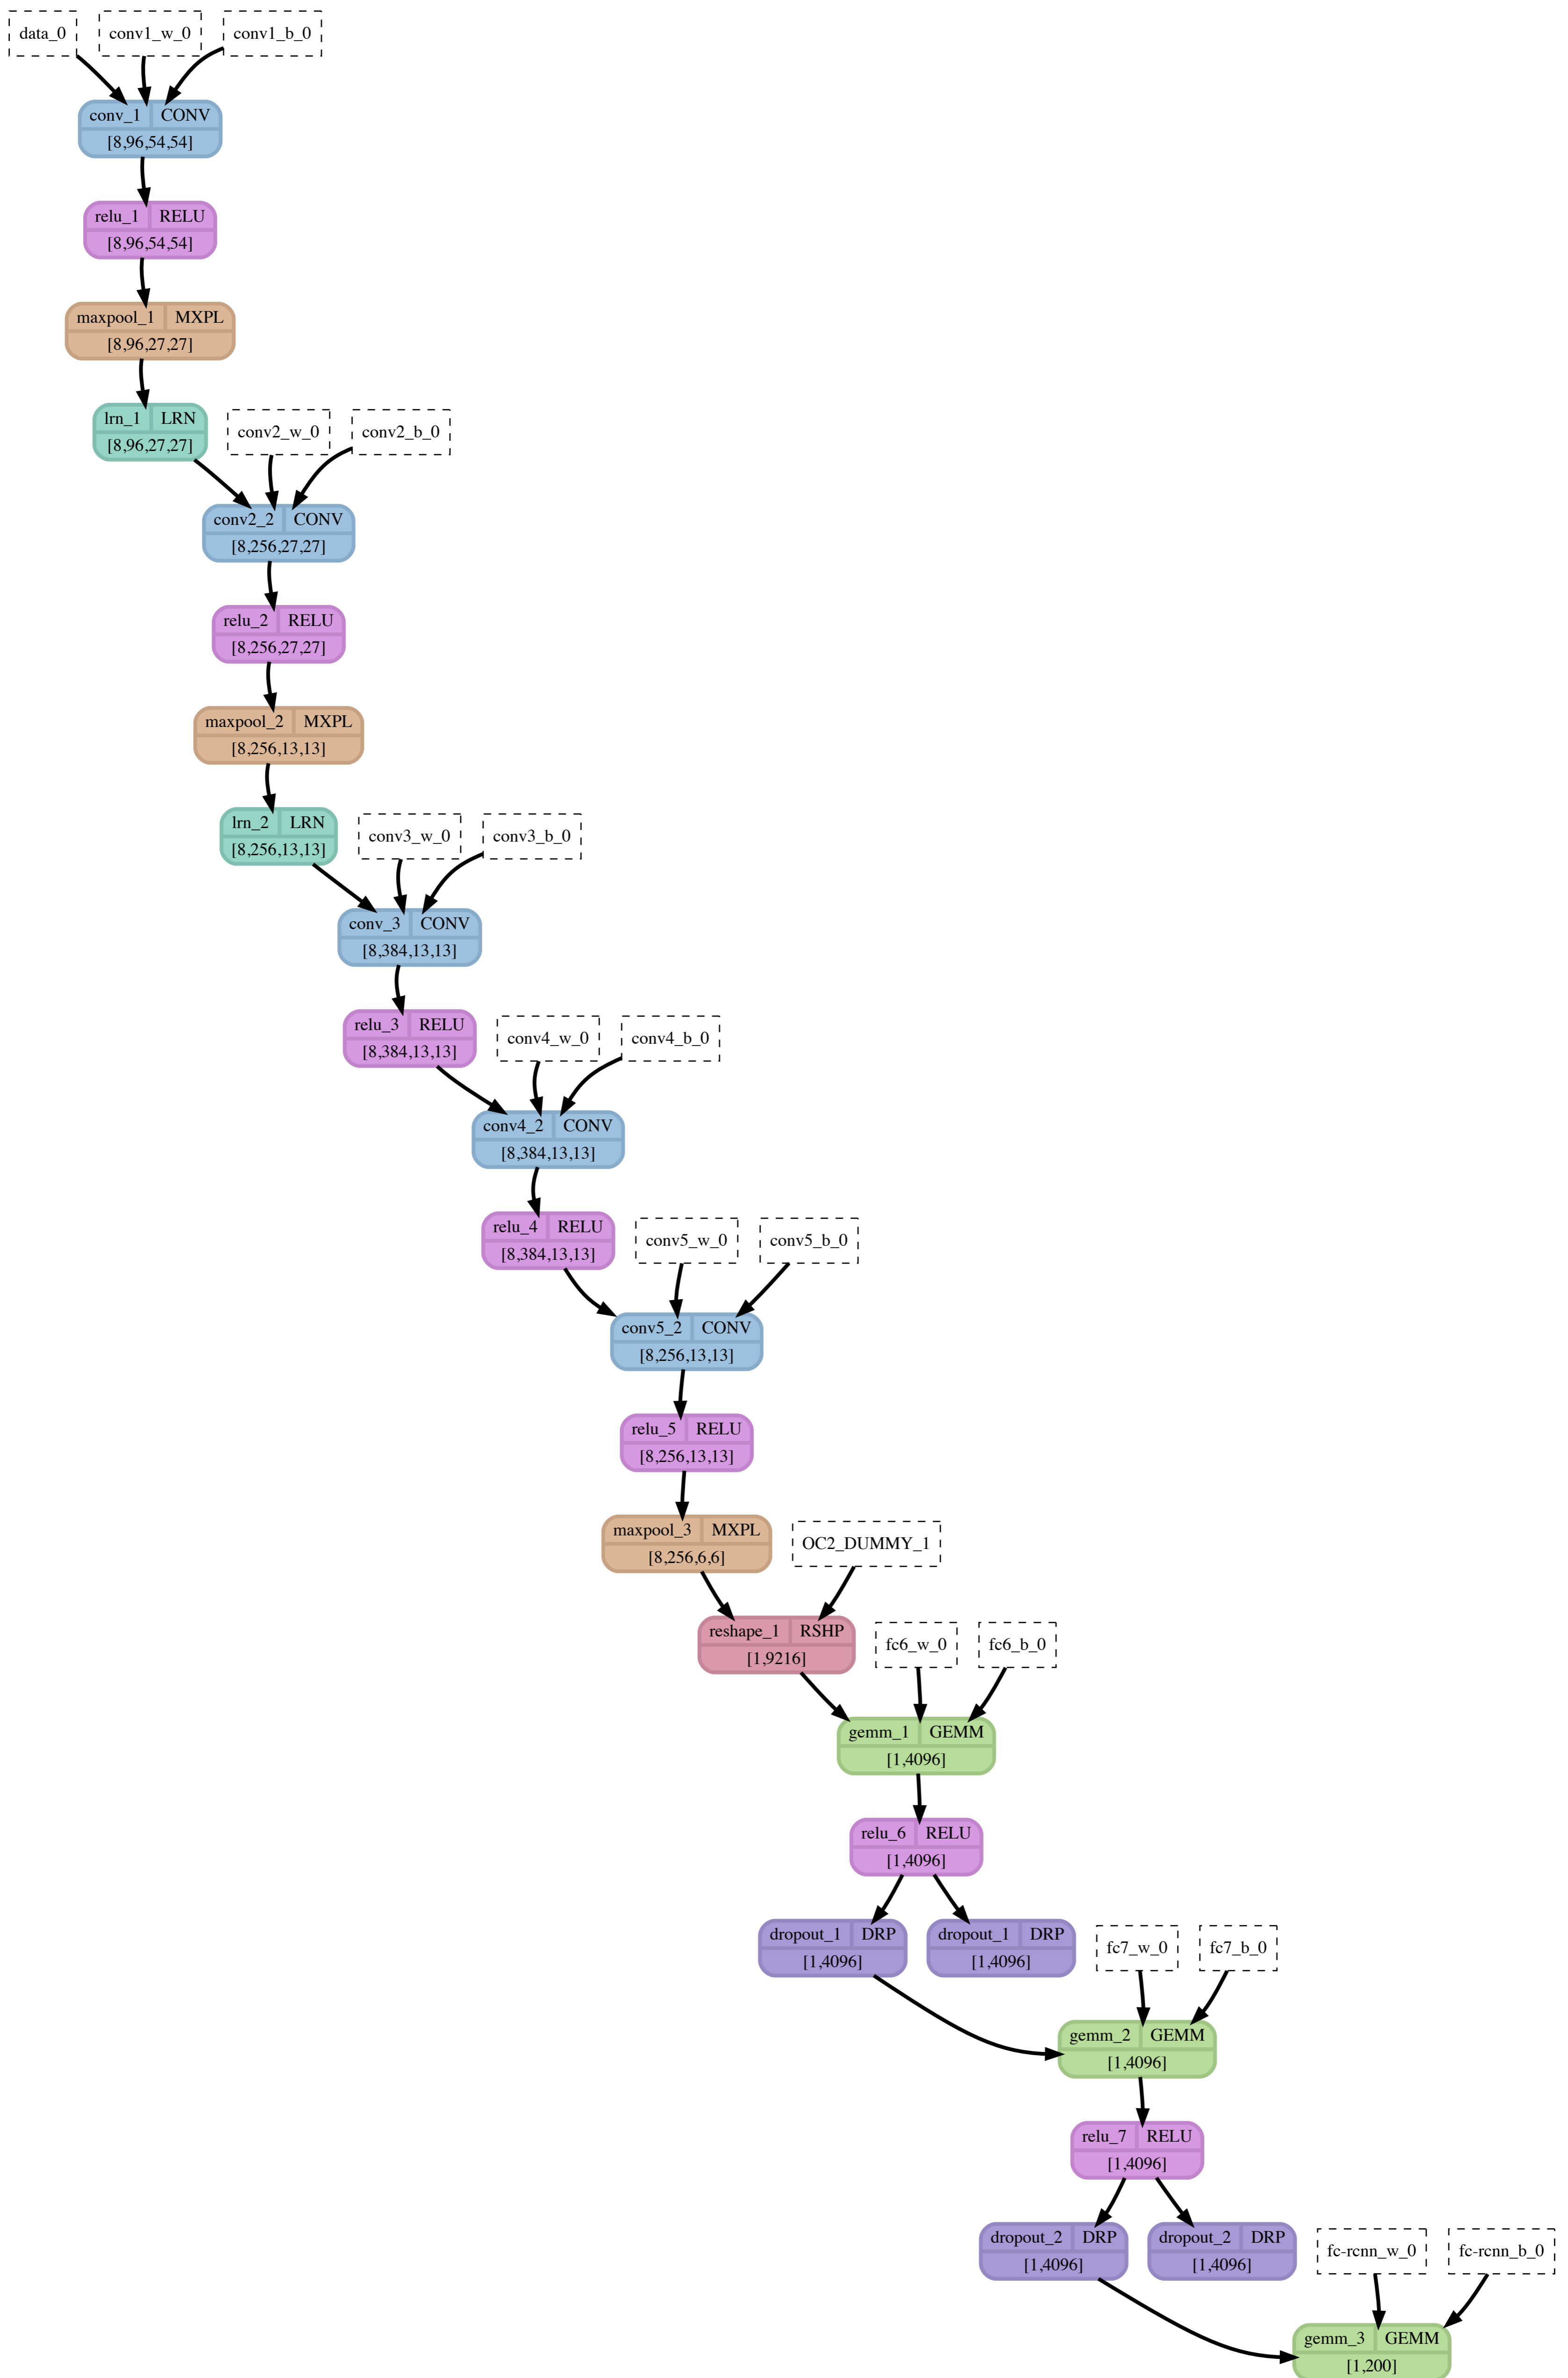 data_0 conv1_w_0 conv1_b_0
conv_1 CONV
[8,96,54,54]
relu_1 RELU
[8,96,54,54]
maxpool_1 MXPL
[8,96,27,27]
lrn_1 LRN
[8,96,27,27]
conv2_w_0 conv2_b_0
conv2_2 CONV
[8,256,27,27]
relu_2 RELU
[8,256,27,27]
maxpool_2 MXPL
[8,256,13,13]
lrn_2 LRN
[8,256,13,13]
conv3_w_0 conv3_b_0
conv_3 CONV
[8,384,13,13]
relu_3 RELU
[8,384,13,13]
conv4_w_0 conv4_b_0
conv4_2 CONV
[8,384,13,13]
relu_4 RELU
[8,384,13,13]
conv5_w_0 conv5_b_0
conv5_2 CONV
[8,256,13,13]
relu_5 RELU
[8,256,13,13]
maxpool_3 MXPL
[8,256,6,6]
OC2_DUMMY_1
reshape_1 RSHP
[1,9216]
fc6_w_0 fc6_b_0
gemm_1 GEMM
[1,4096]
relu_6 RELU
[1,4096]
dropout_1 DRP
[1,4096]
dropout_1 DRP
[1,4096]
fc7_w_0 fc7_b_0
gemm_2 GEMM
[1,4096]
relu_7 RELU
[1,4096]
dropout_2 DRP
[1,4096]
dropout_2 DRP
[1,4096]
fc-rcnn_w_0 fc-rcnn_b_0
gemm_3 GEMM
[1,200]